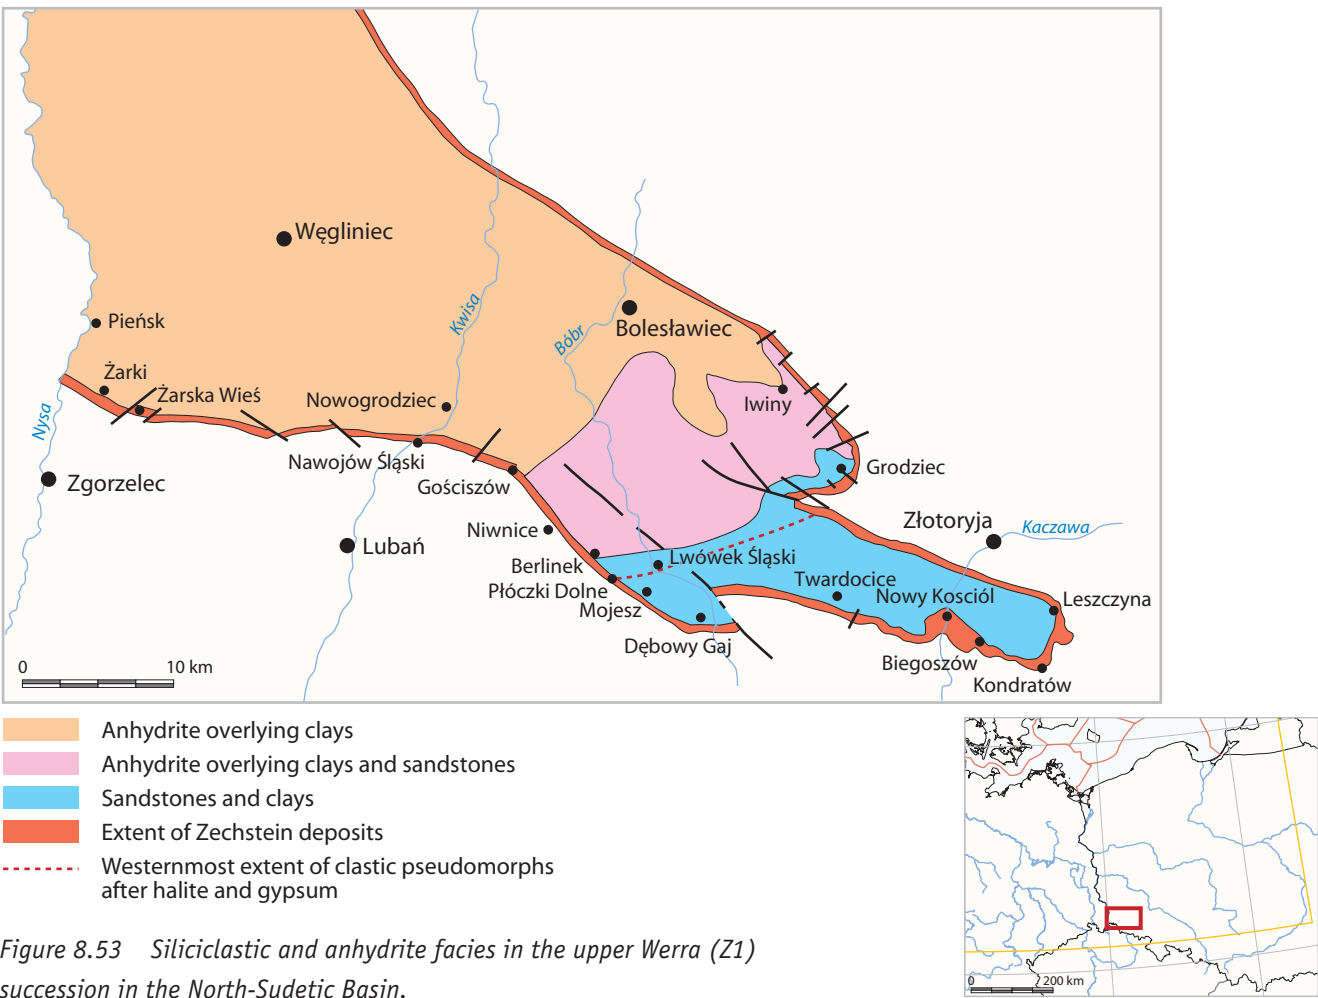 Węgliniec
Pieńsk
Żarki
Żarska Wieś
Nysa
Zgorzelec
Kwisa
Bóbr
Bolesławiec
Nowogrodziec
Nawojów Śląski
Gościszów
Iwiny
Grodziec
Lubań
Niwnice
Berlinek
Płóczki Dolne
Mojesz
Lwówek Śląski
Dębowy Gaj
Złotoryja
Kaczawa
Twardocice
Nowy Kosciól
Leszczyna
Biegoszów
Kondratów
0 10 km
Anhydrite overlying clays
Anhydrite overlying clays and sandstones
Sandstones and clays
Extent of Zechstein deposits
Westernmost extent of clastic pseudomorphs
after halite and gypsum
0 200 km
Figure 8.53 Siliciclastic and anhydrite facies in the upper Werra (Z1)
succession in the North-Sudetic Basin.